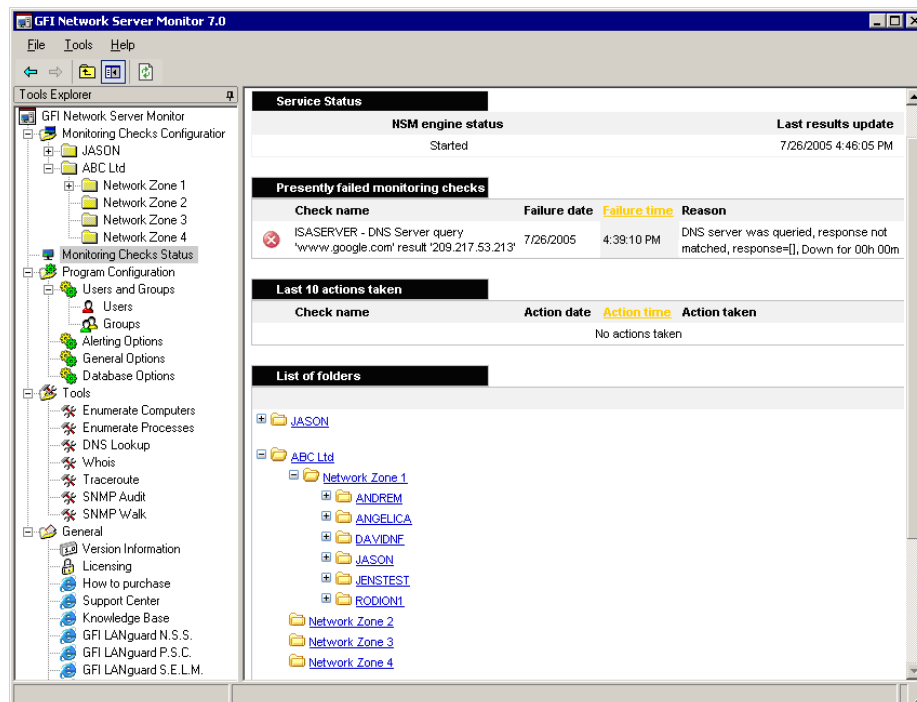 GFI Network Server Monitor 7.0
File Tools Help
Tools Explorer
GFI Network Server Monitor
Monitoring Checks Configuration
JASON
ABC Ltd
Network Zone 1
Network Zone 2
Network Zone 3
Network Zone 4
Monitoring Checks Status
Program Configuration
Users and Groups
Users
Groups
Alerting Options
General Options
Database Options
Tools
Enumerate Computers
Enumerate Processes
DNS Lookup
Whois
Traceroute
SNMP Audit
SNMP Walk
General
Version Information
Licensing
How to purchase
Support Center
Knowledge Base
GFI LANguard N.S.S.
GFI LANguard P.S.C.
GFI LANguard S.E.L.M.
Service Status
NSM engine status Last results update
Started 7/26/2005 4:46:05 PM
Presently failed monitoring checks
Check name Failure date Failure time Reason
ISASERVER - DNS Server query DNS server was queried, response not
'www.google.com' result '209.217.53.213' 7/26/2005 4:39:10 PM matched, response=[], Down for 00h 00m
Last 10 actions taken
Check name Action date Action time Action taken
No actions taken
List of folders
JASON
ABC Ltd
Network Zone 1
ANDREM
ANGELICA
DAVIDNF
JASON
JENSTEST
RODION1
Network Zone 2
Network Zone 3
Network Zone 4